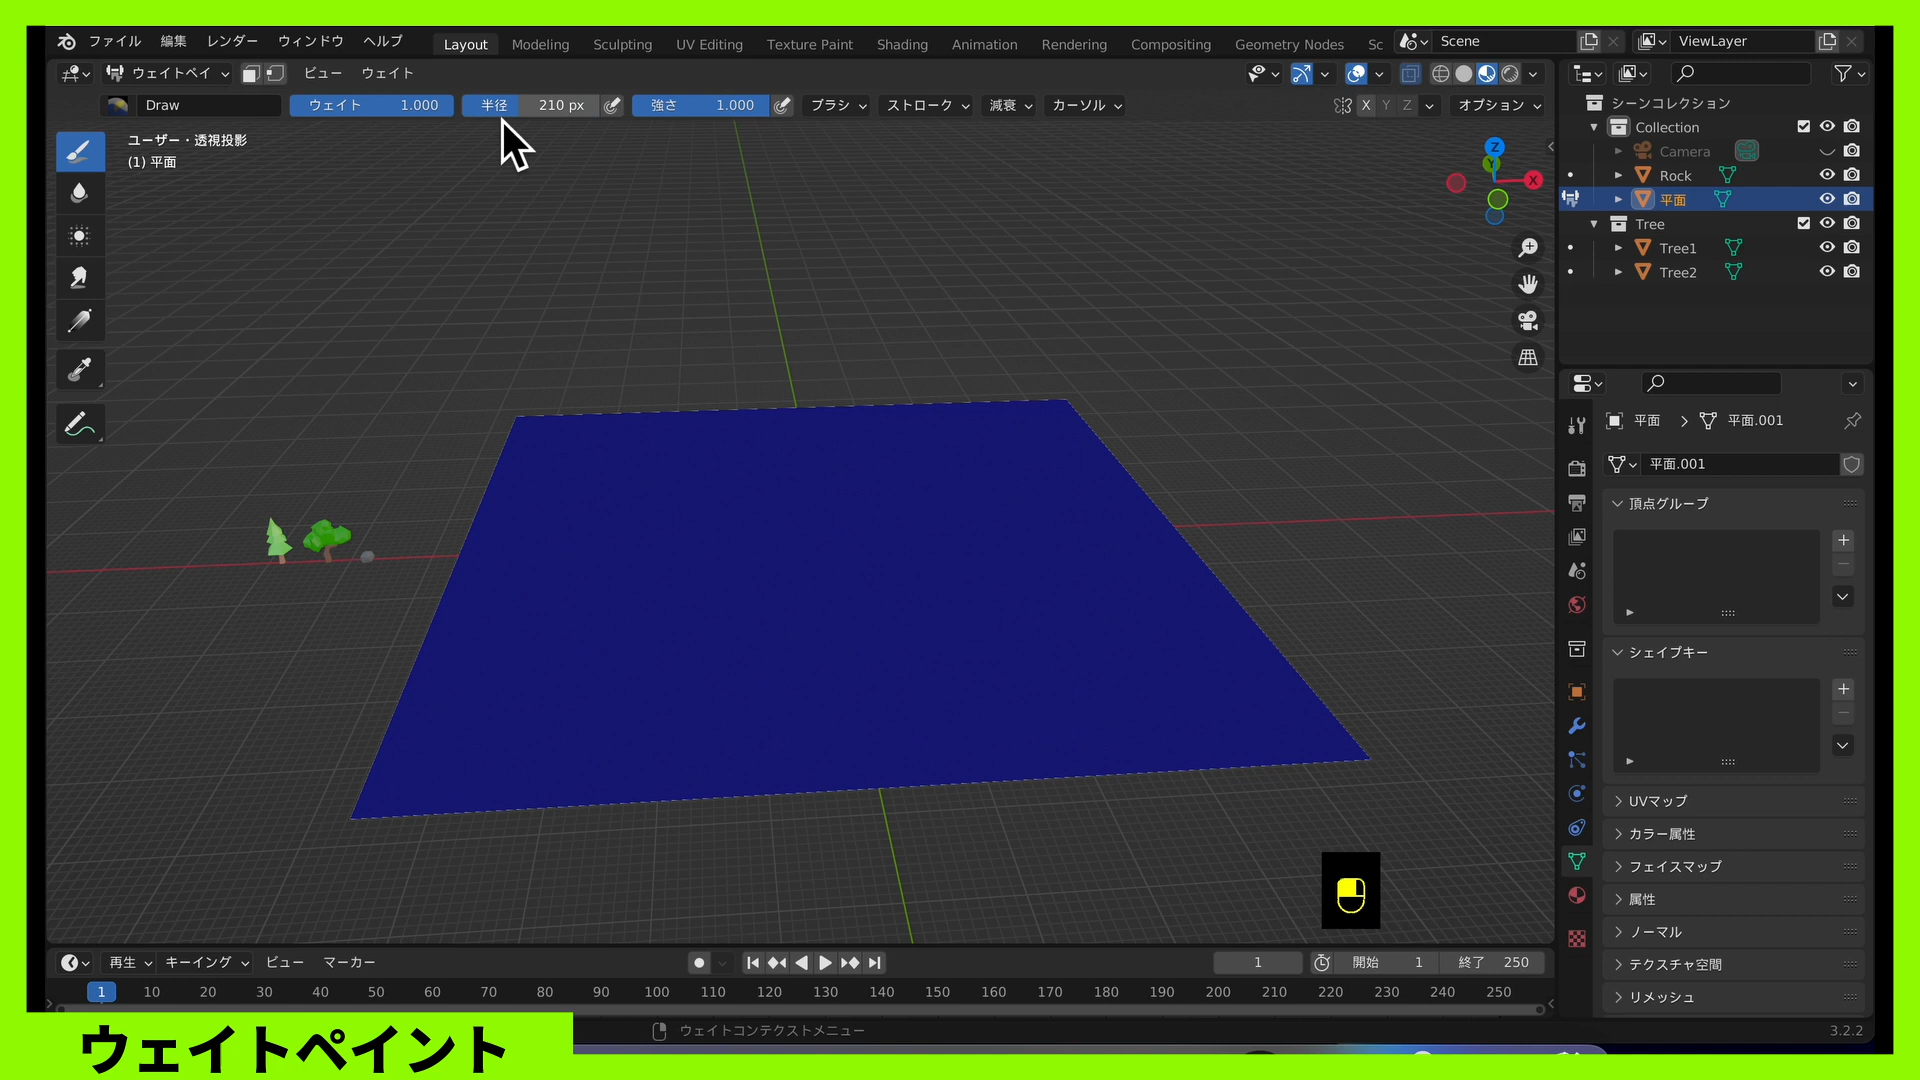 ファイル 編集 レンダー ウィンドウ ヘルプ Layout Modeling Sculpting UV Editing Texture Paint Shading Animation Rendering Compositing Geometry Nodes Sc Scene ViewLayer
ウェイトペイ ビュー ウェイト
Draw ウェイト 1.000 半径 210 px 強さ 1.000 ブラシ ストローク 減衰 カーソル X Y Z オプション
ユーザー・透視投影
(1) 平面
Z
Y
X
シーンコレクション
Collection
Camera
Rock
平面
Tree
Tree1
Tree2
平面 平面.001
平面.001
頂点グループ
シェイプキー
UVマップ
カラー属性
フェイスマップ
属性
ノーマル
テクスチャ空間
リメッシュ
再生 キーイング ビュー マーカー 1 開始 1 終了 250
1 10 20 30 40 50 60 70 80 90 100 110 120 130 140 150 160 170 180 190 200 210 220 230 240 250
ウェイトコンテクストメニュー 3.2.2
ウェイトペイント